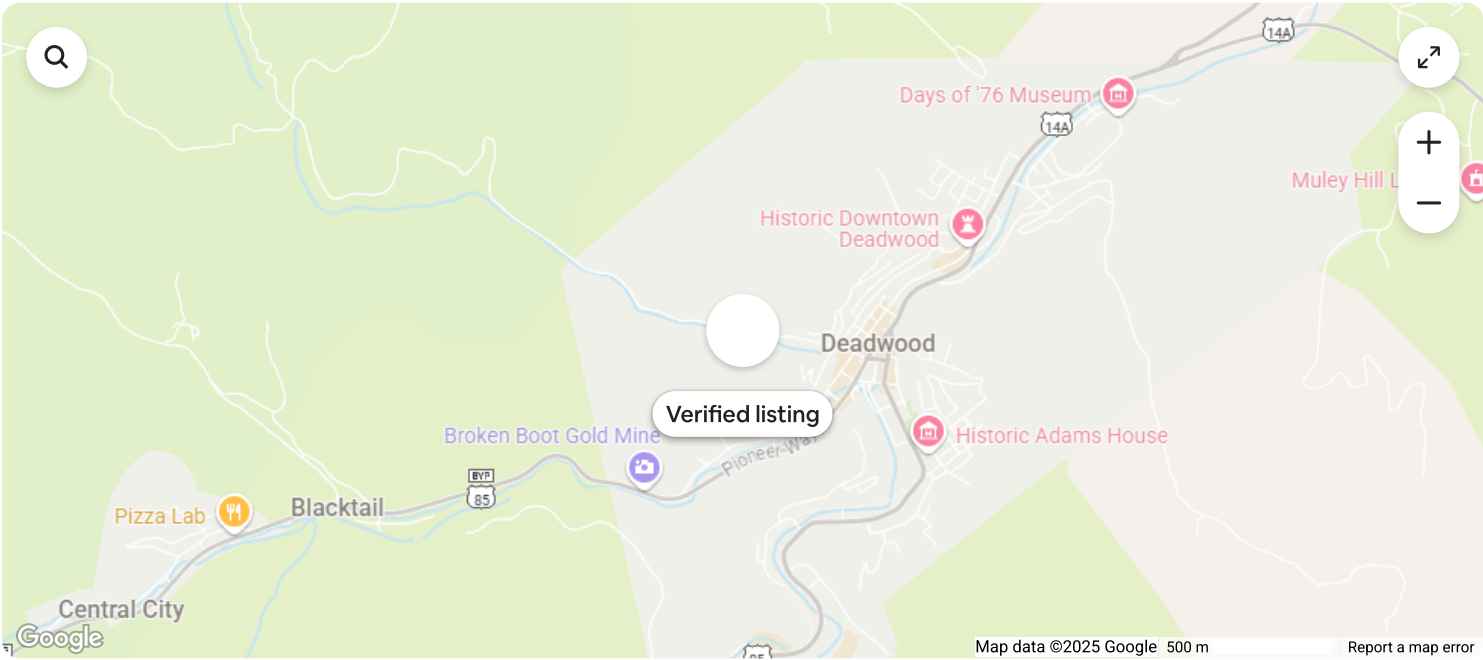 14A
Days of '76 Museum
14A
Muley Hill L
Historic Downtown
Deadwood
Deadwood
Verified listing
Broken Boot Gold Mine
Pioneer Way
Historic Adams House
BYP
85
Blacktail
Pizza Lab
Central City
Google
85
Map data ©2025 Google
500 m
Report a map error